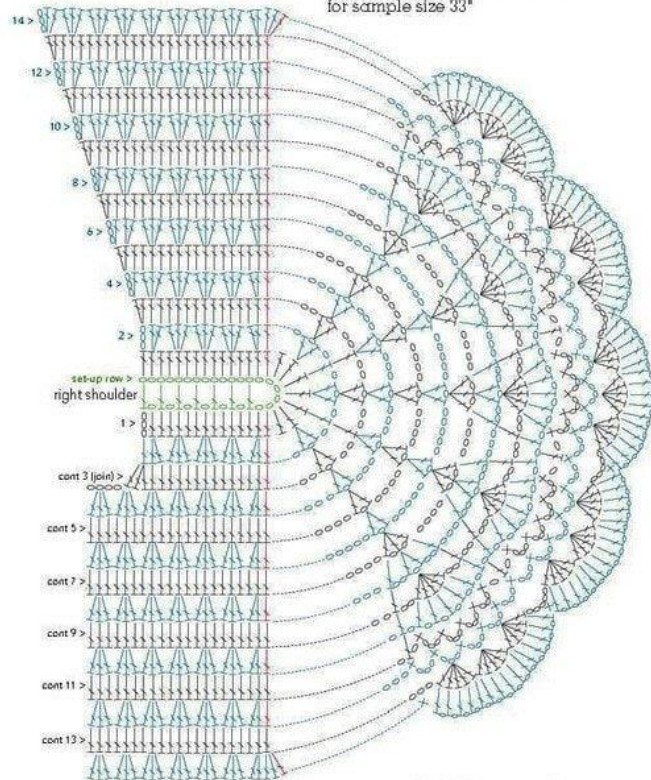 for sample size 33"
14 >
12 >
10 >
8 >
6 >
4 >
2 >
set-up row >
right shoulder
1 >
cont 3 (join) >
cont 5 >
cont 7 >
cont 9 >
cont 11 >
cont 13 >